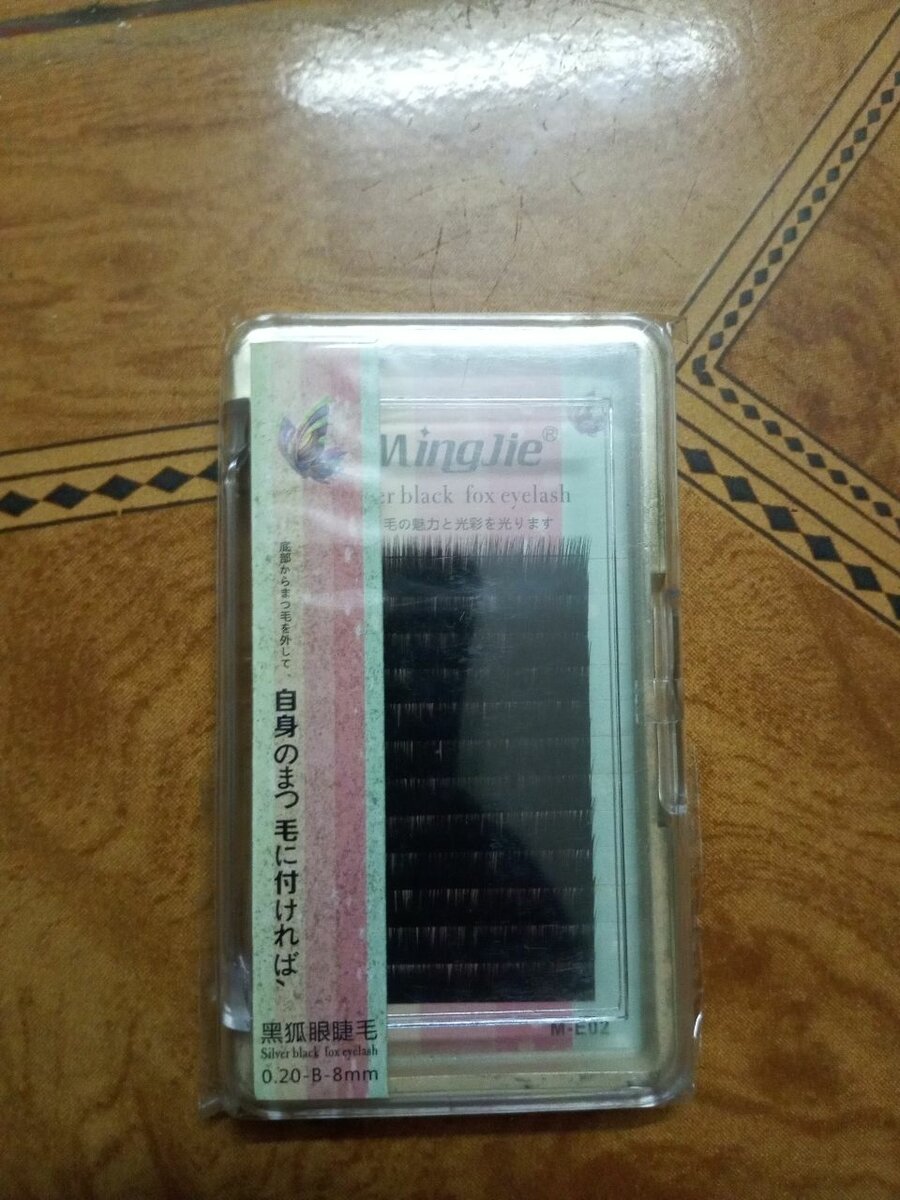 MingJie®
er black fox eyelash
毛の魅力と光彩を光ります
底部からまつ毛を外して、
自身のまつ毛に付ければ、
黑狐眼睫毛
Silver black fox eyelash
0.20-B-8mm
M-E02